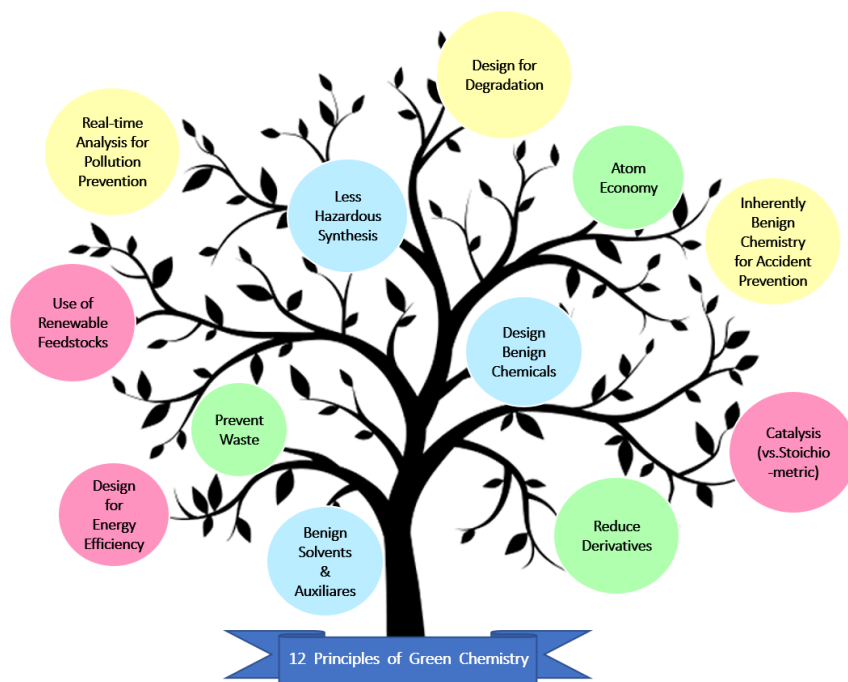 Design for
Degradation
Real-time
Analysis for
Pollution
Prevention
Atom
Economy
Less
Hazardous
Synthesis
Inherently
Benign
Chemistry
for Accident
Prevention
Use of
Renewable
Feedstocks
Design
Benign
Chemicals
Prevent
Waste
Catalysis
(vs.Stoichio
-metric)
Design
for
Energy
Efficiency
Reduce
Derivatives
Benign
Solvents
&
Auxiliares
12 Principles of Green Chemistry